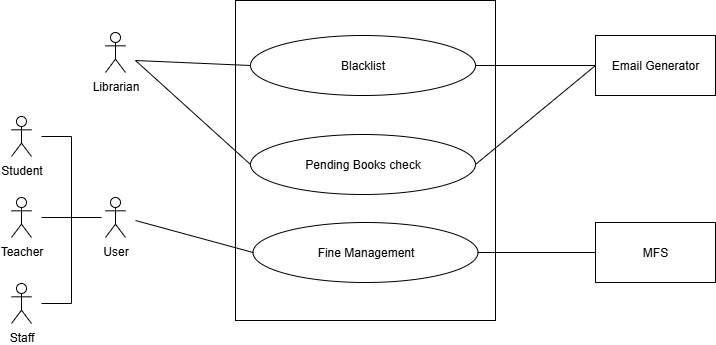 Librarian
Blacklist
Email Generator
Student
Pending Books check
Teacher
User
Fine Management
MFS
Staff